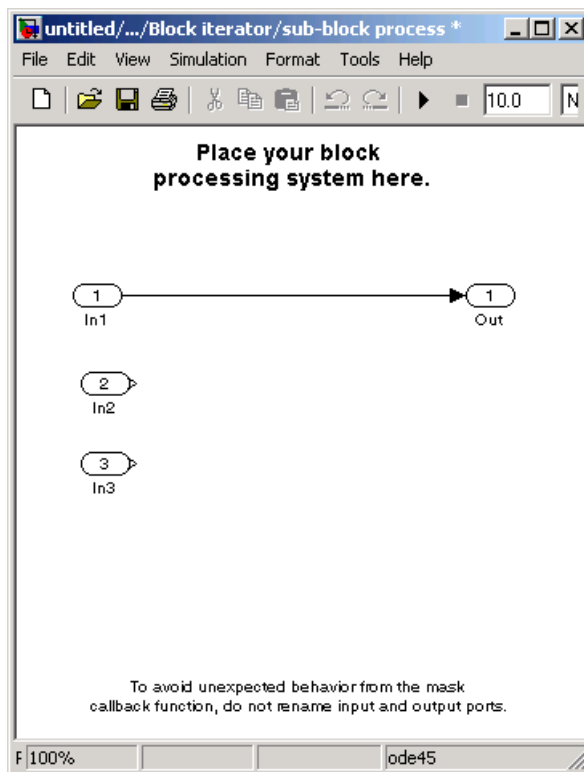 untitled/.../Block iterator/sub-block process *
File Edit View Simulation Format Tools Help
10.0 N
Place your block
processing system here.
1 1
In1 Out
2
In2
3
In3
To avoid unexpected behavior from the mask
callback function, do not rename input and output ports.
F 100% ode45